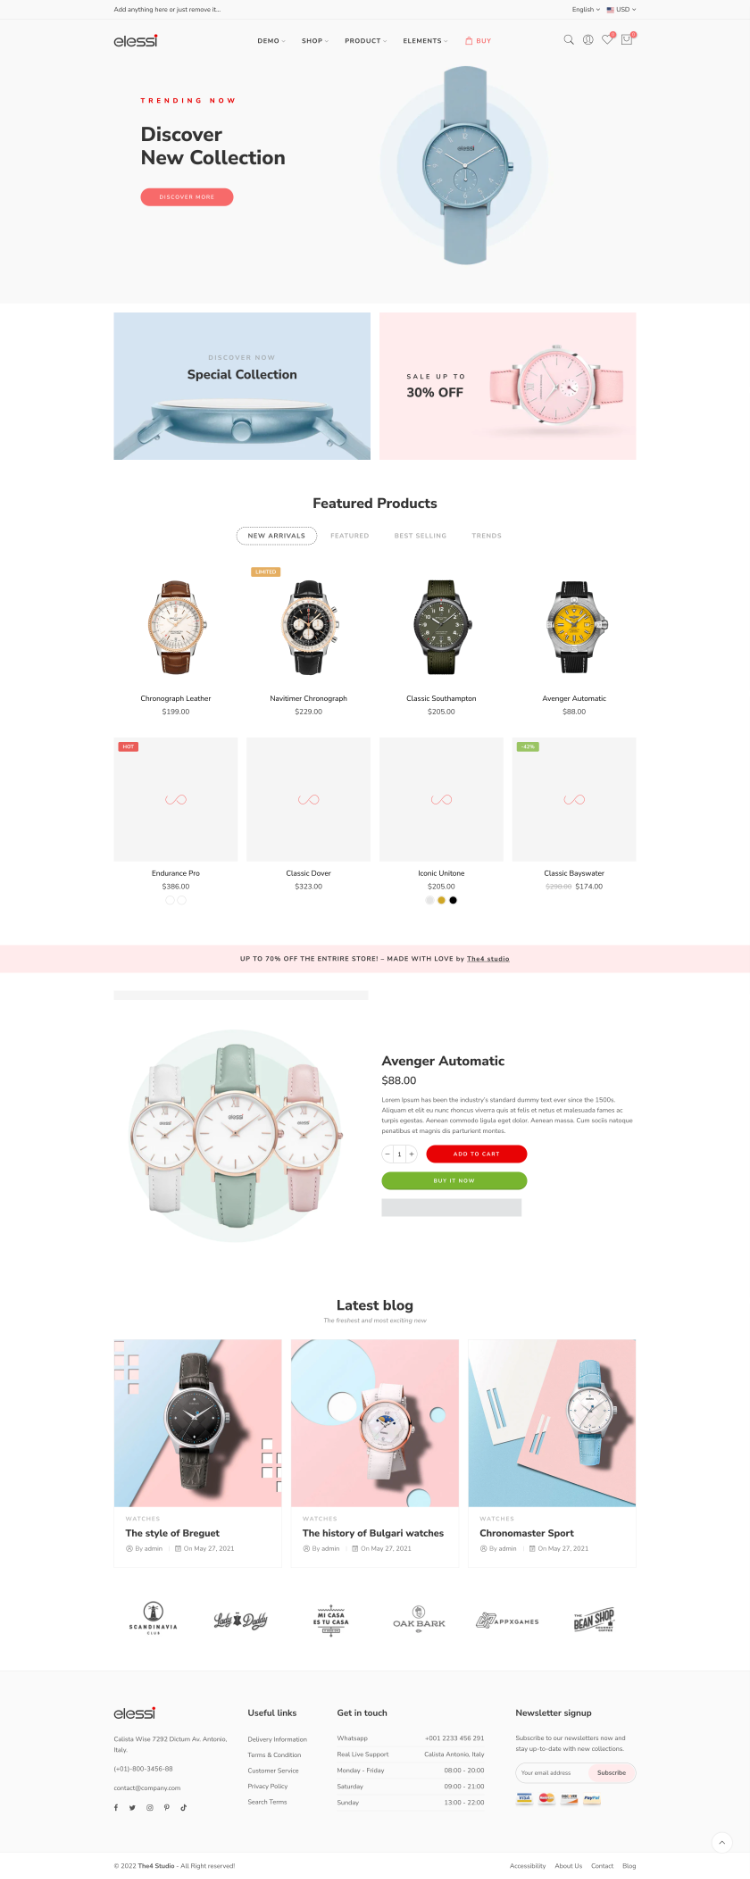 Add anything here or just remove it...
English
USD
elessi
DEMO
SHOP
PRODUCT
ELEMENTS
BUY
0
0
TRENDING NOW
Discover
New Collection
DISCOVER MORE
elessi
DISCOVER NOW
Special Collection
SALE UP TO
30% OFF
Featured Products
NEW ARRIVALS
FEATURED
BEST SELLING
TRENDS
LIMITED
Chronograph Leather
$199.00
Navitimer Chronograph
$229.00
Classic Southampton
$205.00
Avenger Automatic
$88.00
HOT
-42%
Endurance Pro
$386.00
Classic Dover
$323.00
Iconic Unitone
$205.00
Classic Bayswater
$298.00 $174.00
UP TO 70% OFF THE ENTRIRE STORE! – MADE WITH LOVE by The4 studio
elessi
Avenger Automatic
$88.00
Lorem Ipsum has been the industry's standard dummy text ever since the 1500s.
Aliquam et elit eu nunc rhoncus viverra quis at felis et netus et malesuada fames ac
turpis egestas. Aenean commodo ligula eget dolor. Aenean massa. Cum sociis natoque
penatibus et magnis dis parturient montes.
− 1 +
ADD TO CART
BUY IT NOW
Latest blog
The freshest and most exciting new
WATCHES
The style of Breguet
By admin
On May 27, 2021
WATCHES
The history of Bulgari watches
By admin
On May 27, 2021
WATCHES
Chronomaster Sport
By admin
On May 27, 2021
SCANDINAVIA
CLUB
Lady Daddy
MI CASA
ES TU CASA
OAK BARK
APPXGAMES
THE
BEAN SHOP
elessi
Calista Wise 7292 Dictum Av. Antonio,
Italy.
(+01)-800-3456-88
contact@company.com
Useful links
Delivery Information
Terms & Condition
Customer Service
Privacy Policy
Search Terms
Get in touch
Whatsapp +001 2233 456 291
Real Live Support Calista Antonio, Italy
Monday - Friday 08:00 - 20:00
Saturday 09:00 - 21:00
Sunday 13:00 - 22:00
Newsletter signup
Subscribe to our newsletters now and
stay up-to-date with new collections.
Your email address
Subscribe
VISA
PayPal
© 2022 The4 Studio - All Right reserved!
Accessibility
About Us
Contact
Blog